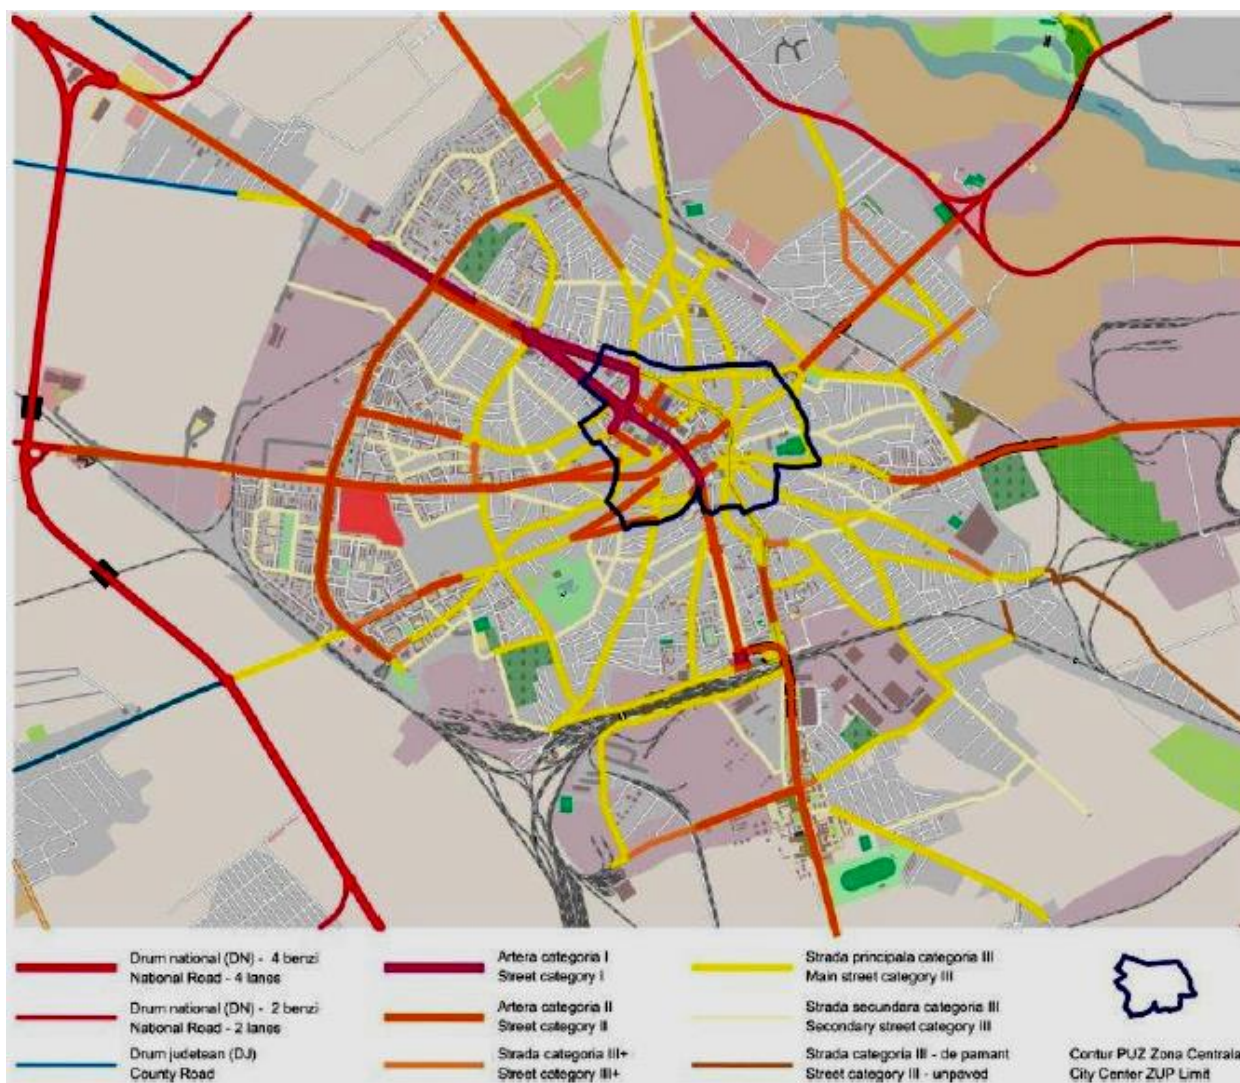 Drum national (DN) - 4 benzi
National Road - 4 lanes
Drum national (DN) - 2 benzi
National Road - 2 lanes
Drum judetean (DJ)
County Road
Artera categoria I
Street category I
Artera categoria II
Street category II
Strada categoria III+
Street category III+
Strada principala categoria III
Main street category III
Strada secundara categoria III
Secondary street category III
Strada categoria III - de pamant
Street category III - unpaved
Contur PUZ Zona Centrala
City Center ZUP Limit